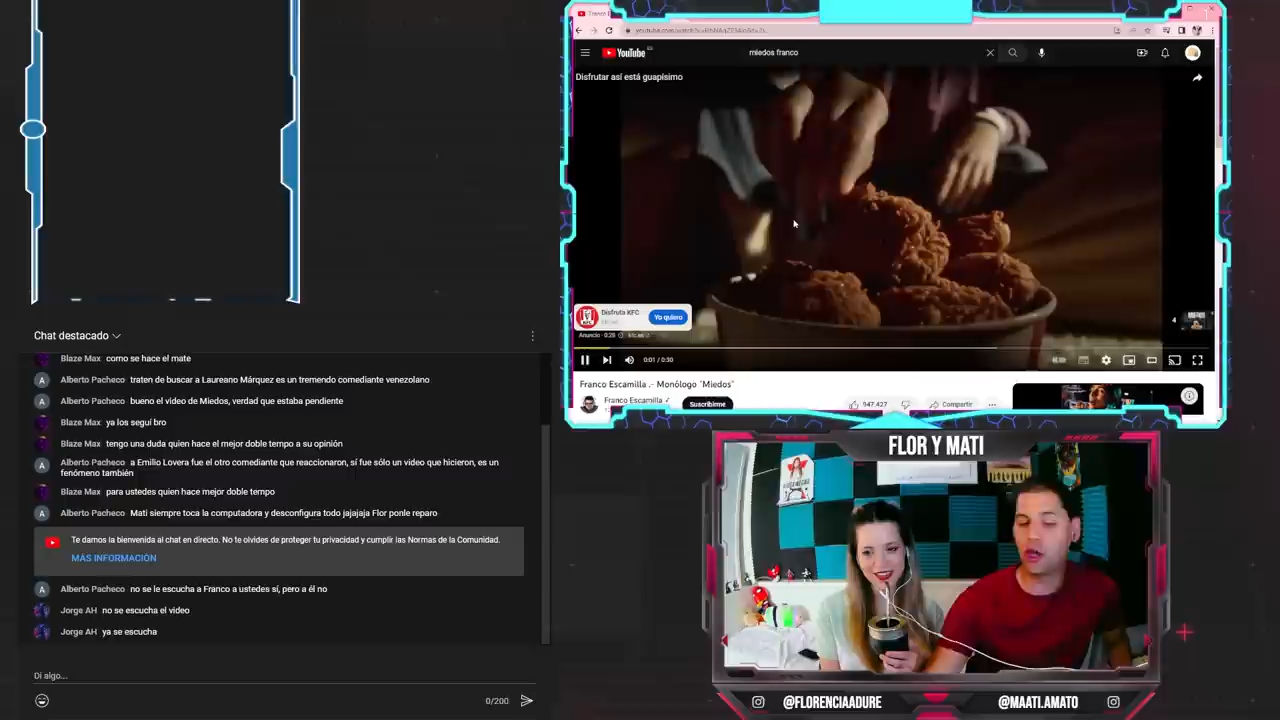 Chat destacado
Blaze Max como se hace el mate
Alberto Pacheco traten de buscar a Laureano Márquez es un tremendo comediante venezolano
Alberto Pacheco bueno el video de Miedos, verdad que estaba pendiente
Blaze Max ya los seguí bro
Blaze Max tengo una duda quien hace el mejor doble tempo a su opinión
Alberto Pacheco a Emilio Lovera fue el otro comediante que reaccionaron, sí fue sólo un video que hicieron, es un
fenómeno también
Blaze Max para ustedes quien hace mejor doble tempo
Alberto Pacheco Mati siempre toca la computadora y desconfigura todo jajajaja Flor ponle reparo
Te damos la bienvenida al chat en directo. No te olvides de proteger tu privacidad y cumplir las Normas de la Comunidad.
MÁS INFORMACIÓN
Alberto Pacheco no se le escucha a Franco a ustedes sí, pero a él no
Jorge AH no se escucha el video
Jorge AH ya se escucha
Di algo...
0/200
YouTube
miedos franco
Disfrutar así está guapísimo
Disfruta KFC
Yo quiero
Anuncio · 0:28
4
0:01 / 0:30
Franco Escamilla .- Monólogo "Miedos"
Franco Escamilla
Suscribirme
947.427
Compartir
FLOR Y MATI
@FLORENCIAADURE
@MAATI.AMATO